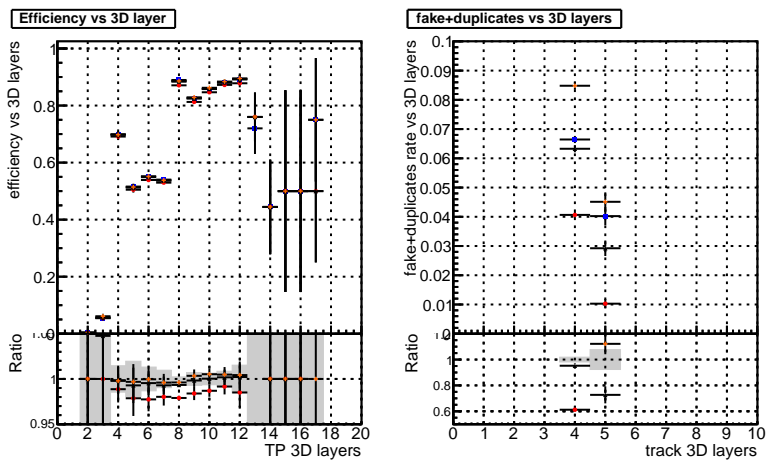 Efficiency vs 3D layer
efficiency vs 3D layers
1
0.8
0.6
0.4
0.2
Ratio
1
0.95
0 2 4 6 8 10 12 14 16 18 20
TP 3D layers
fake+duplicates vs 3D layers
fake+duplicates rate vs 3D layers
0.1
0.09
0.08
0.07
0.06
0.05
0.04
0.03
0.02
0.01
Ratio
1
0.8
0.6
0 1 2 3 4 5 6 7 8 9 10
track 3D layers